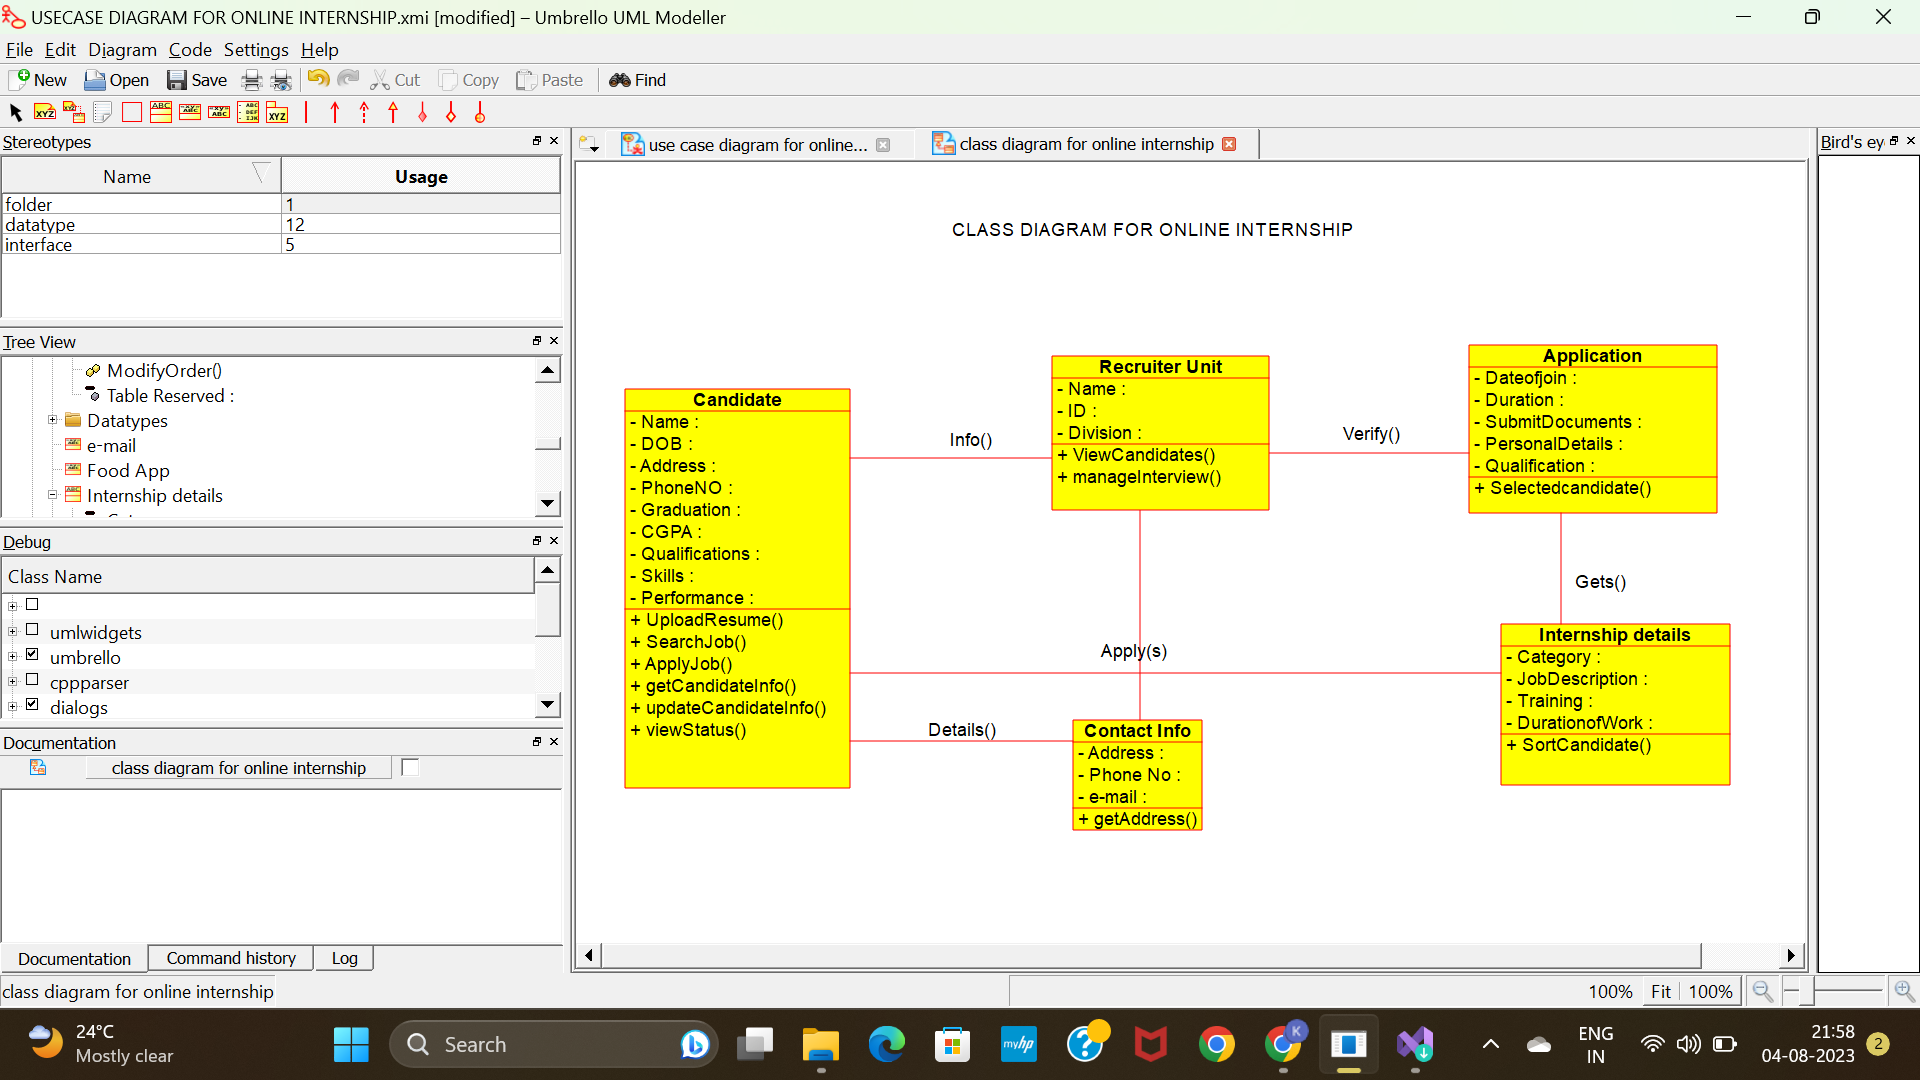 USECASE DIAGRAM FOR ONLINE INTERNSHIP.xmi [modified] – Umbrello UML Modeller
File Edit Diagram Code Settings Help
New Open Save Cut Copy Paste Find
Stereotypes
Name Usage
folder 1
datatype 12
interface 5
Tree View
ModifyOrder()
Table Reserved :
Datatypes
e-mail
Food App
Internship details
Debug
Class Name
umlwidgets
umbrello
cppparser
dialogs
Documentation
class diagram for online internship
Documentation Command history Log
class diagram for online internship
use case diagram for online...
class diagram for online internship
Bird's ey
CLASS DIAGRAM FOR ONLINE INTERNSHIP
Candidate
- Name :
- DOB :
- Address :
- PhoneNO :
- Graduation :
- CGPA :
- Qualifications :
- Skills :
- Performance :
+ UploadResume()
+ SearchJob()
+ ApplyJob()
+ getCandidateInfo()
+ updateCandidateInfo()
+ viewStatus()
Info()
Recruiter Unit
- Name :
- ID :
- Division :
+ ViewCandidates()
+ manageInterview()
Verify()
Application
- Dateofjoin :
- Duration :
- SubmitDocuments :
- PersonalDetails :
- Qualification :
+ Selectedcandidate()
Gets()
Apply(s)
Internship details
- Category :
- JobDescription :
- Training :
- DurationofWork :
+ SortCandidate()
Details()
Contact Info
- Address :
- Phone No :
- e-mail :
+ getAddress()
100% Fit 100%
24°C
Mostly clear
Search
myhp
K
ENG
IN
21:58
04-08-2023
2